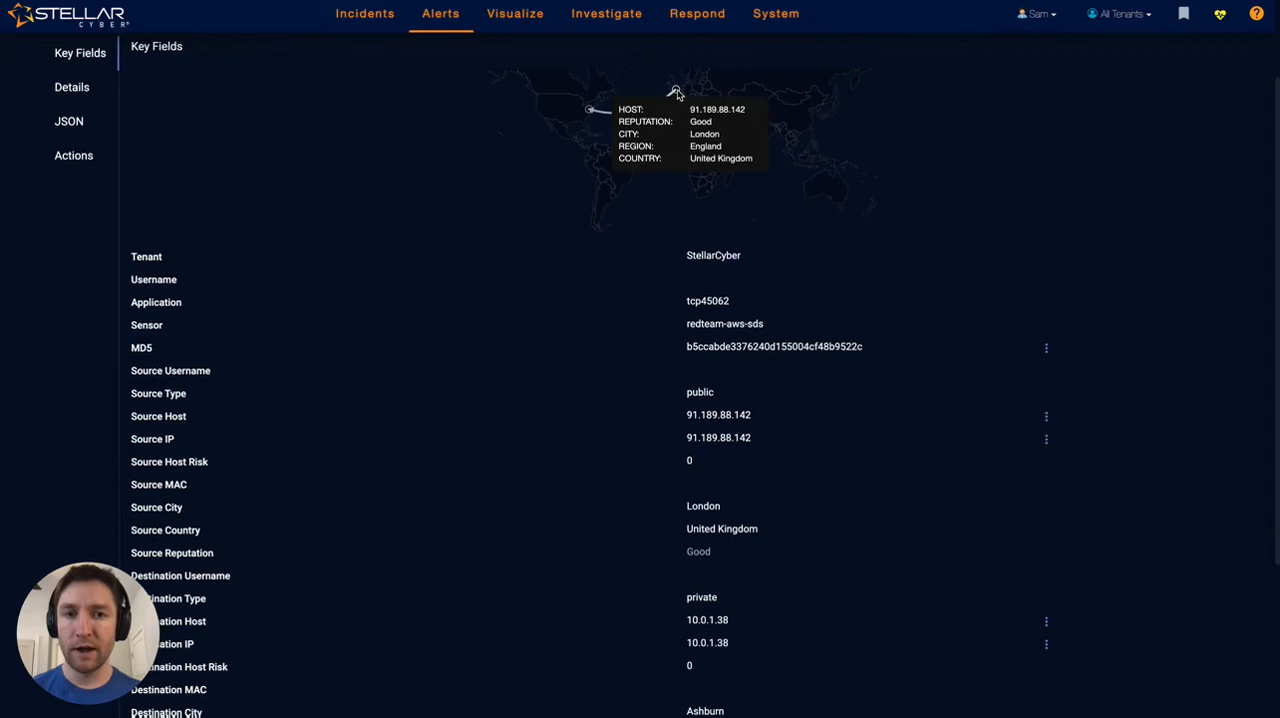 STELLAR
CYBER
Incidents
Alerts
Visualize
Investigate
Respond
System
Sam
All Tenants
?
Key Fields
Details
JSON
Actions
Key Fields
HOST: 91.189.88.142
REPUTATION: Good
CITY: London
REGION: England
COUNTRY: United Kingdom
Tenant StellarCyber
Username
Application tcp45062
Sensor redteam-aws-sds
MD5 b5ccabde3376240d155004cf48b9522c
Source Username
Source Type public
Source Host 91.189.88.142
Source IP 91.189.88.142
Source Host Risk 0
Source MAC
Source City London
Source Country United Kingdom
Source Reputation Good
Destination Username
tination Type private
ination Host 10.0.1.38
ination IP 10.0.1.38
tination Host Risk 0
Destination MAC
Destination City Ashburn